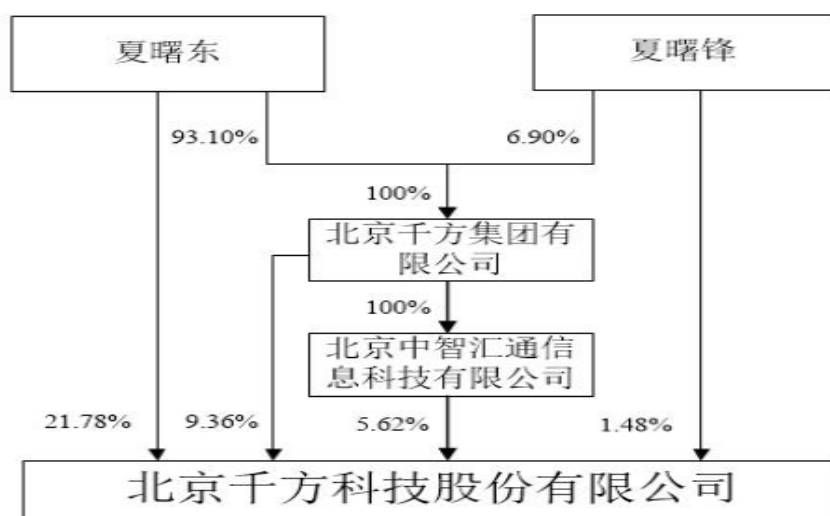 夏曙东
夏曙锋
93.10%
6.90%
100%
北京千方集团有
限公司
100%
北京中智汇通信
息科技有限公司
21.78%
9.36%
5.62%
1.48%
北京千方科技股份有限公司